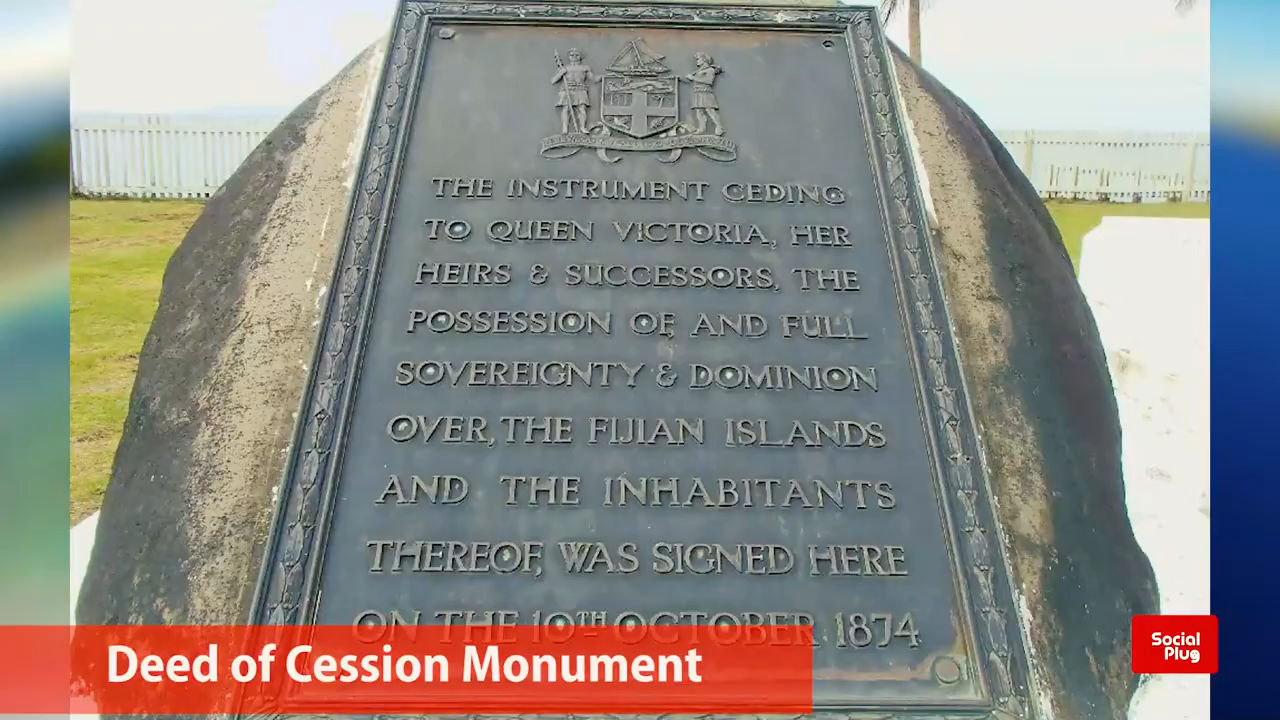 THE INSTRUMENT CEDING
TO QUEEN VICTORIA, HER
HEIRS & SUCCESSORS, THE
POSSESSION OF, AND FULL
SOVEREIGNTY & DOMINION
OVER, THE FIJIAN ISLANDS
AND THE INHABITANTS
THEREOF, WAS SIGNED HERE
ON THE 10TH OCTOBER 1874
Deed of Cession Monument
Social
Plug